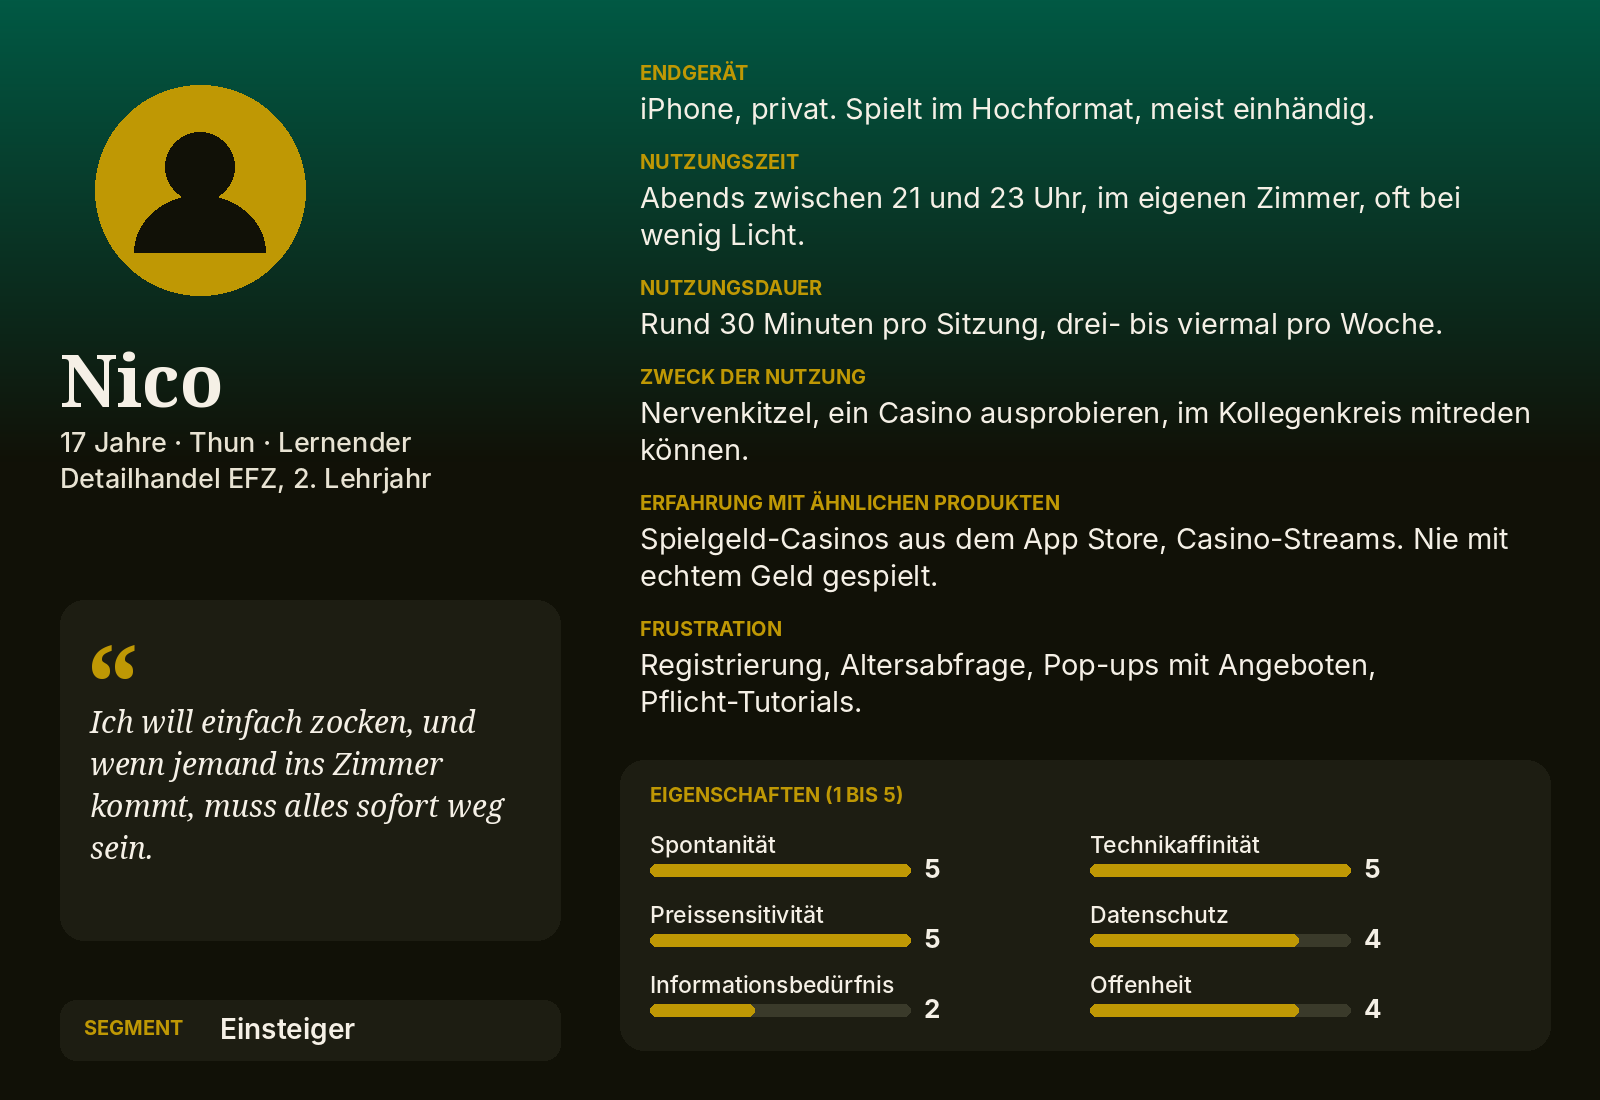 Nico
17 Jahre · Thun · Lernender
Detailhandel EFZ, 2. Lehrjahr
“
Ich will einfach zocken, und
wenn jemand ins Zimmer
kommt, muss alles sofort weg
sein.
SEGMENT Einsteiger
ENDGERÄT
iPhone, privat. Spielt im Hochformat, meist einhändig.
NUTZUNGSZEIT
Abends zwischen 21 und 23 Uhr, im eigenen Zimmer, oft bei
wenig Licht.
NUTZUNGSDAUER
Rund 30 Minuten pro Sitzung, drei- bis viermal pro Woche.
ZWECK DER NUTZUNG
Nervenkitzel, ein Casino ausprobieren, im Kollegenkreis mitreden
können.
ERFAHRUNG MIT ÄHNLICHEN PRODUKTEN
Spielgeld-Casinos aus dem App Store, Casino-Streams. Nie mit
echtem Geld gespielt.
FRUSTRATION
Registrierung, Altersabfrage, Pop-ups mit Angeboten,
Pflicht-Tutorials.
EIGENSCHAFTEN (1 BIS 5)
Spontanität 5
Technikaffinität 5
Preissensitivität 5
Datenschutz 4
Informationsbedürfnis 2
Offenheit 4